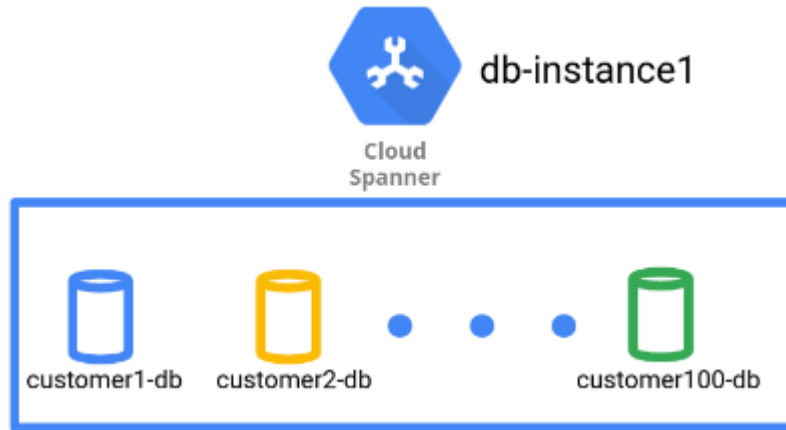 db-instance1
Cloud
Spanner
customer1-db
customer2-db
customer100-db